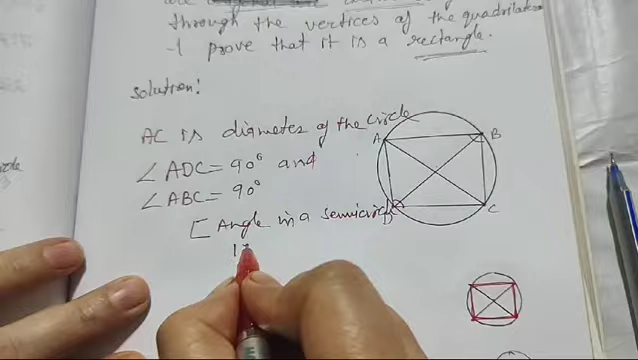 through the vertices of the quadrilateral
prove that it is a rectangle.
solution!
AC is diameter of the circle
∠ADC = 90° and
∠ABC = 90°
[ Angle in a semicircle
A
B
D
C